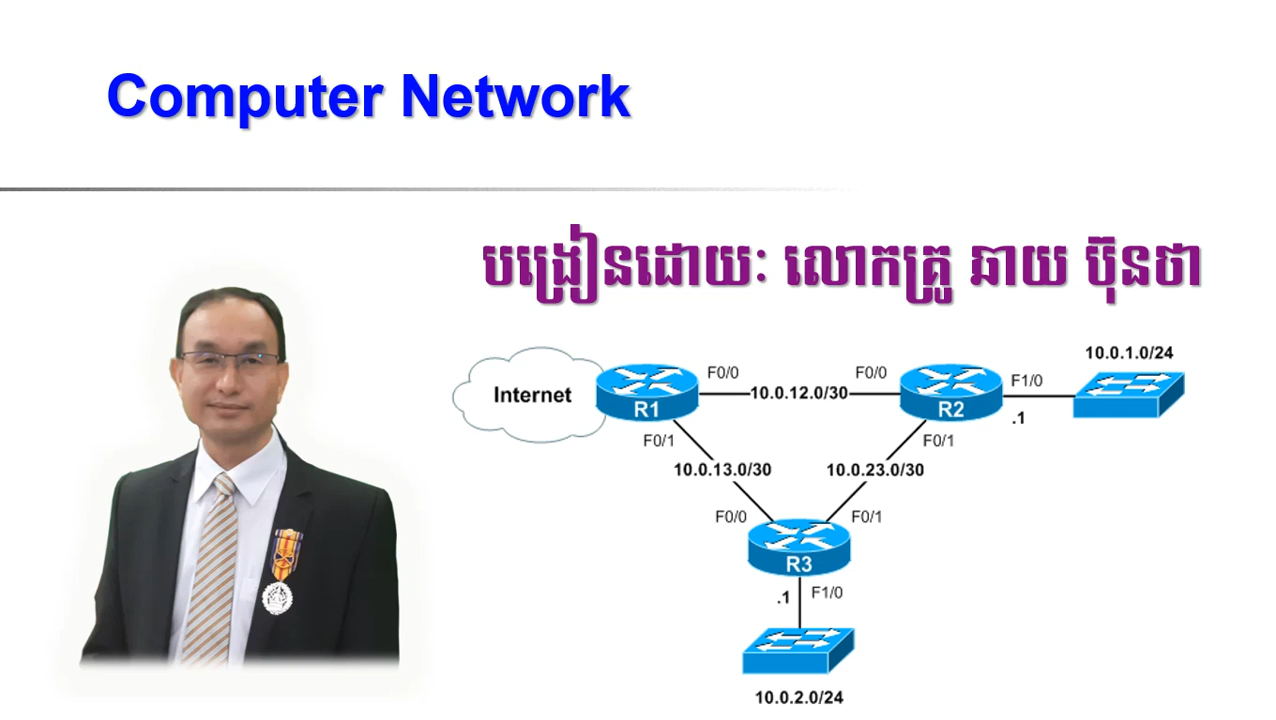 Computer Network
បង្រៀនដោយៈ លោកគ្រូ ឆាយ ប៊ុនថា
10.0.1.0/24
Internet
R1
F0/0
10.0.12.0/30
F0/0
R2
F1/0
.1
F0/1
F0/1
10.0.13.0/30
10.0.23.0/30
F0/0
F0/1
R3
.1
F1/0
10.0.2.0/24